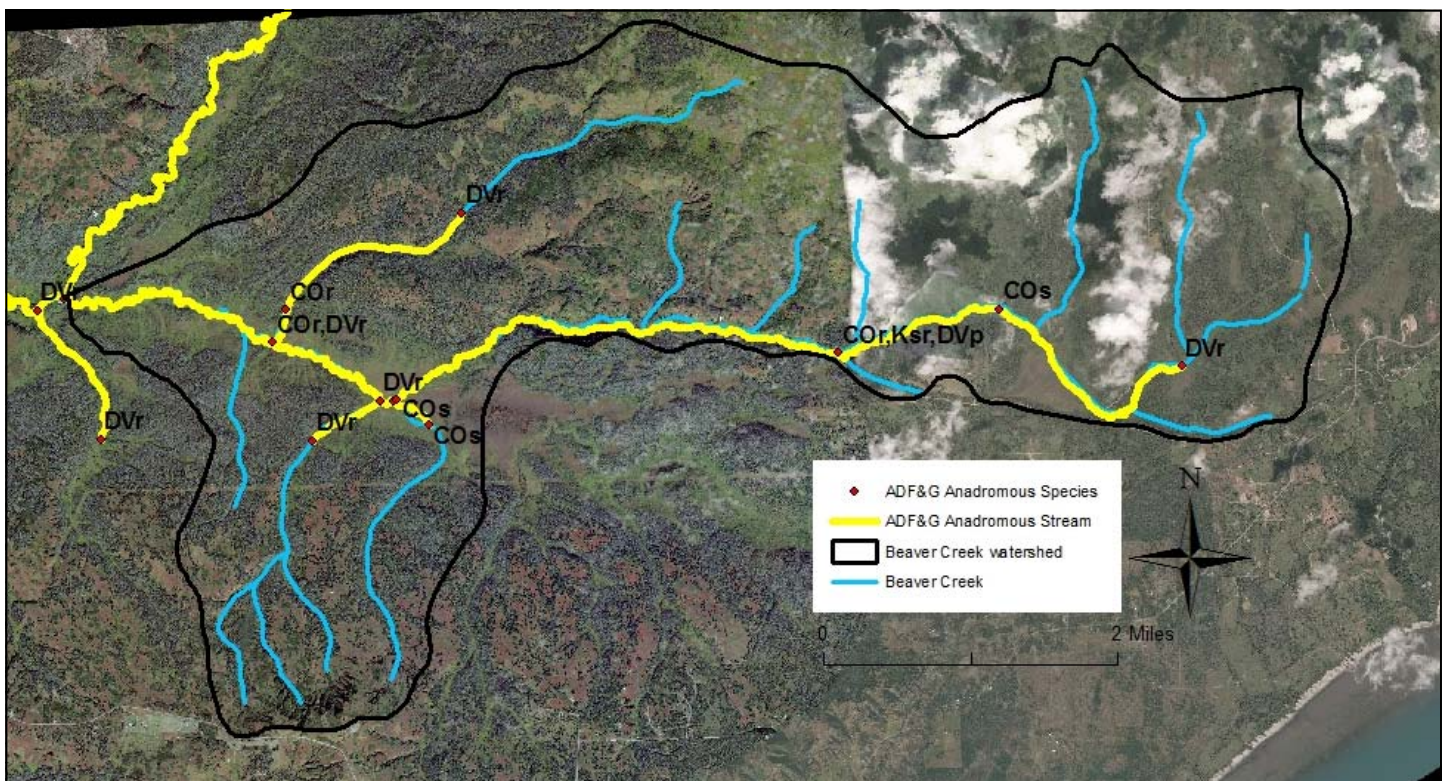 DVr
COr
DVr
COr,DVr
COs
COr,Ksr,DVp
DVr
DVr
COs
DVr
COs
DVr
ADF&G Anadromous Species
ADF&G Anadromous Stream
Beaver Creek watershed
Beaver Creek
N
0 2 Miles